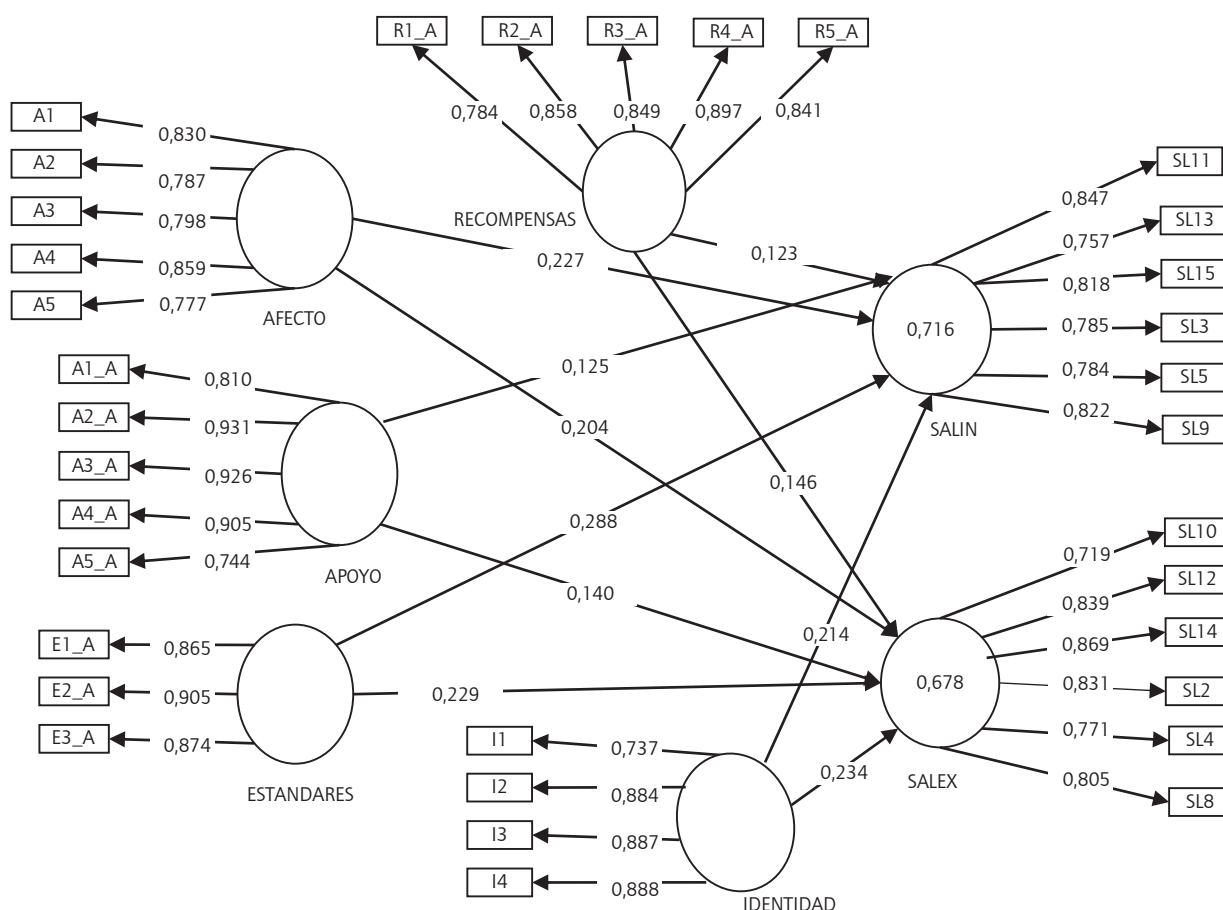 R1_A
R2_A
R3_A
R4_A
R5_A
0,784
0,858
0,849
0,897
0,841
RECOMPENSAS
A1
A2
A3
A4
A5
0,830
0,787
0,798
0,859
0,777
AFECTO
0,227
0,123
0,125
0,204
0,146
0,288
0,140
0,229
0,214
0,234
A1_A
A2_A
A3_A
A4_A
A5_A
0,810
0,931
0,926
0,905
0,744
APOYO
E1_A
E2_A
E3_A
0,865
0,905
0,874
ESTANDARES
I1
I2
I3
I4
0,737
0,884
0,887
0,888
IDENTIDAD
0,716
SALIN
0,847
0,757
0,818
0,785
0,784
0,822
SL11
SL13
SL15
SL3
SL5
SL9
0,678
SALEX
0,719
0,839
0,869
0,831
0,771
0,805
SL10
SL12
SL14
SL2
SL4
SL8